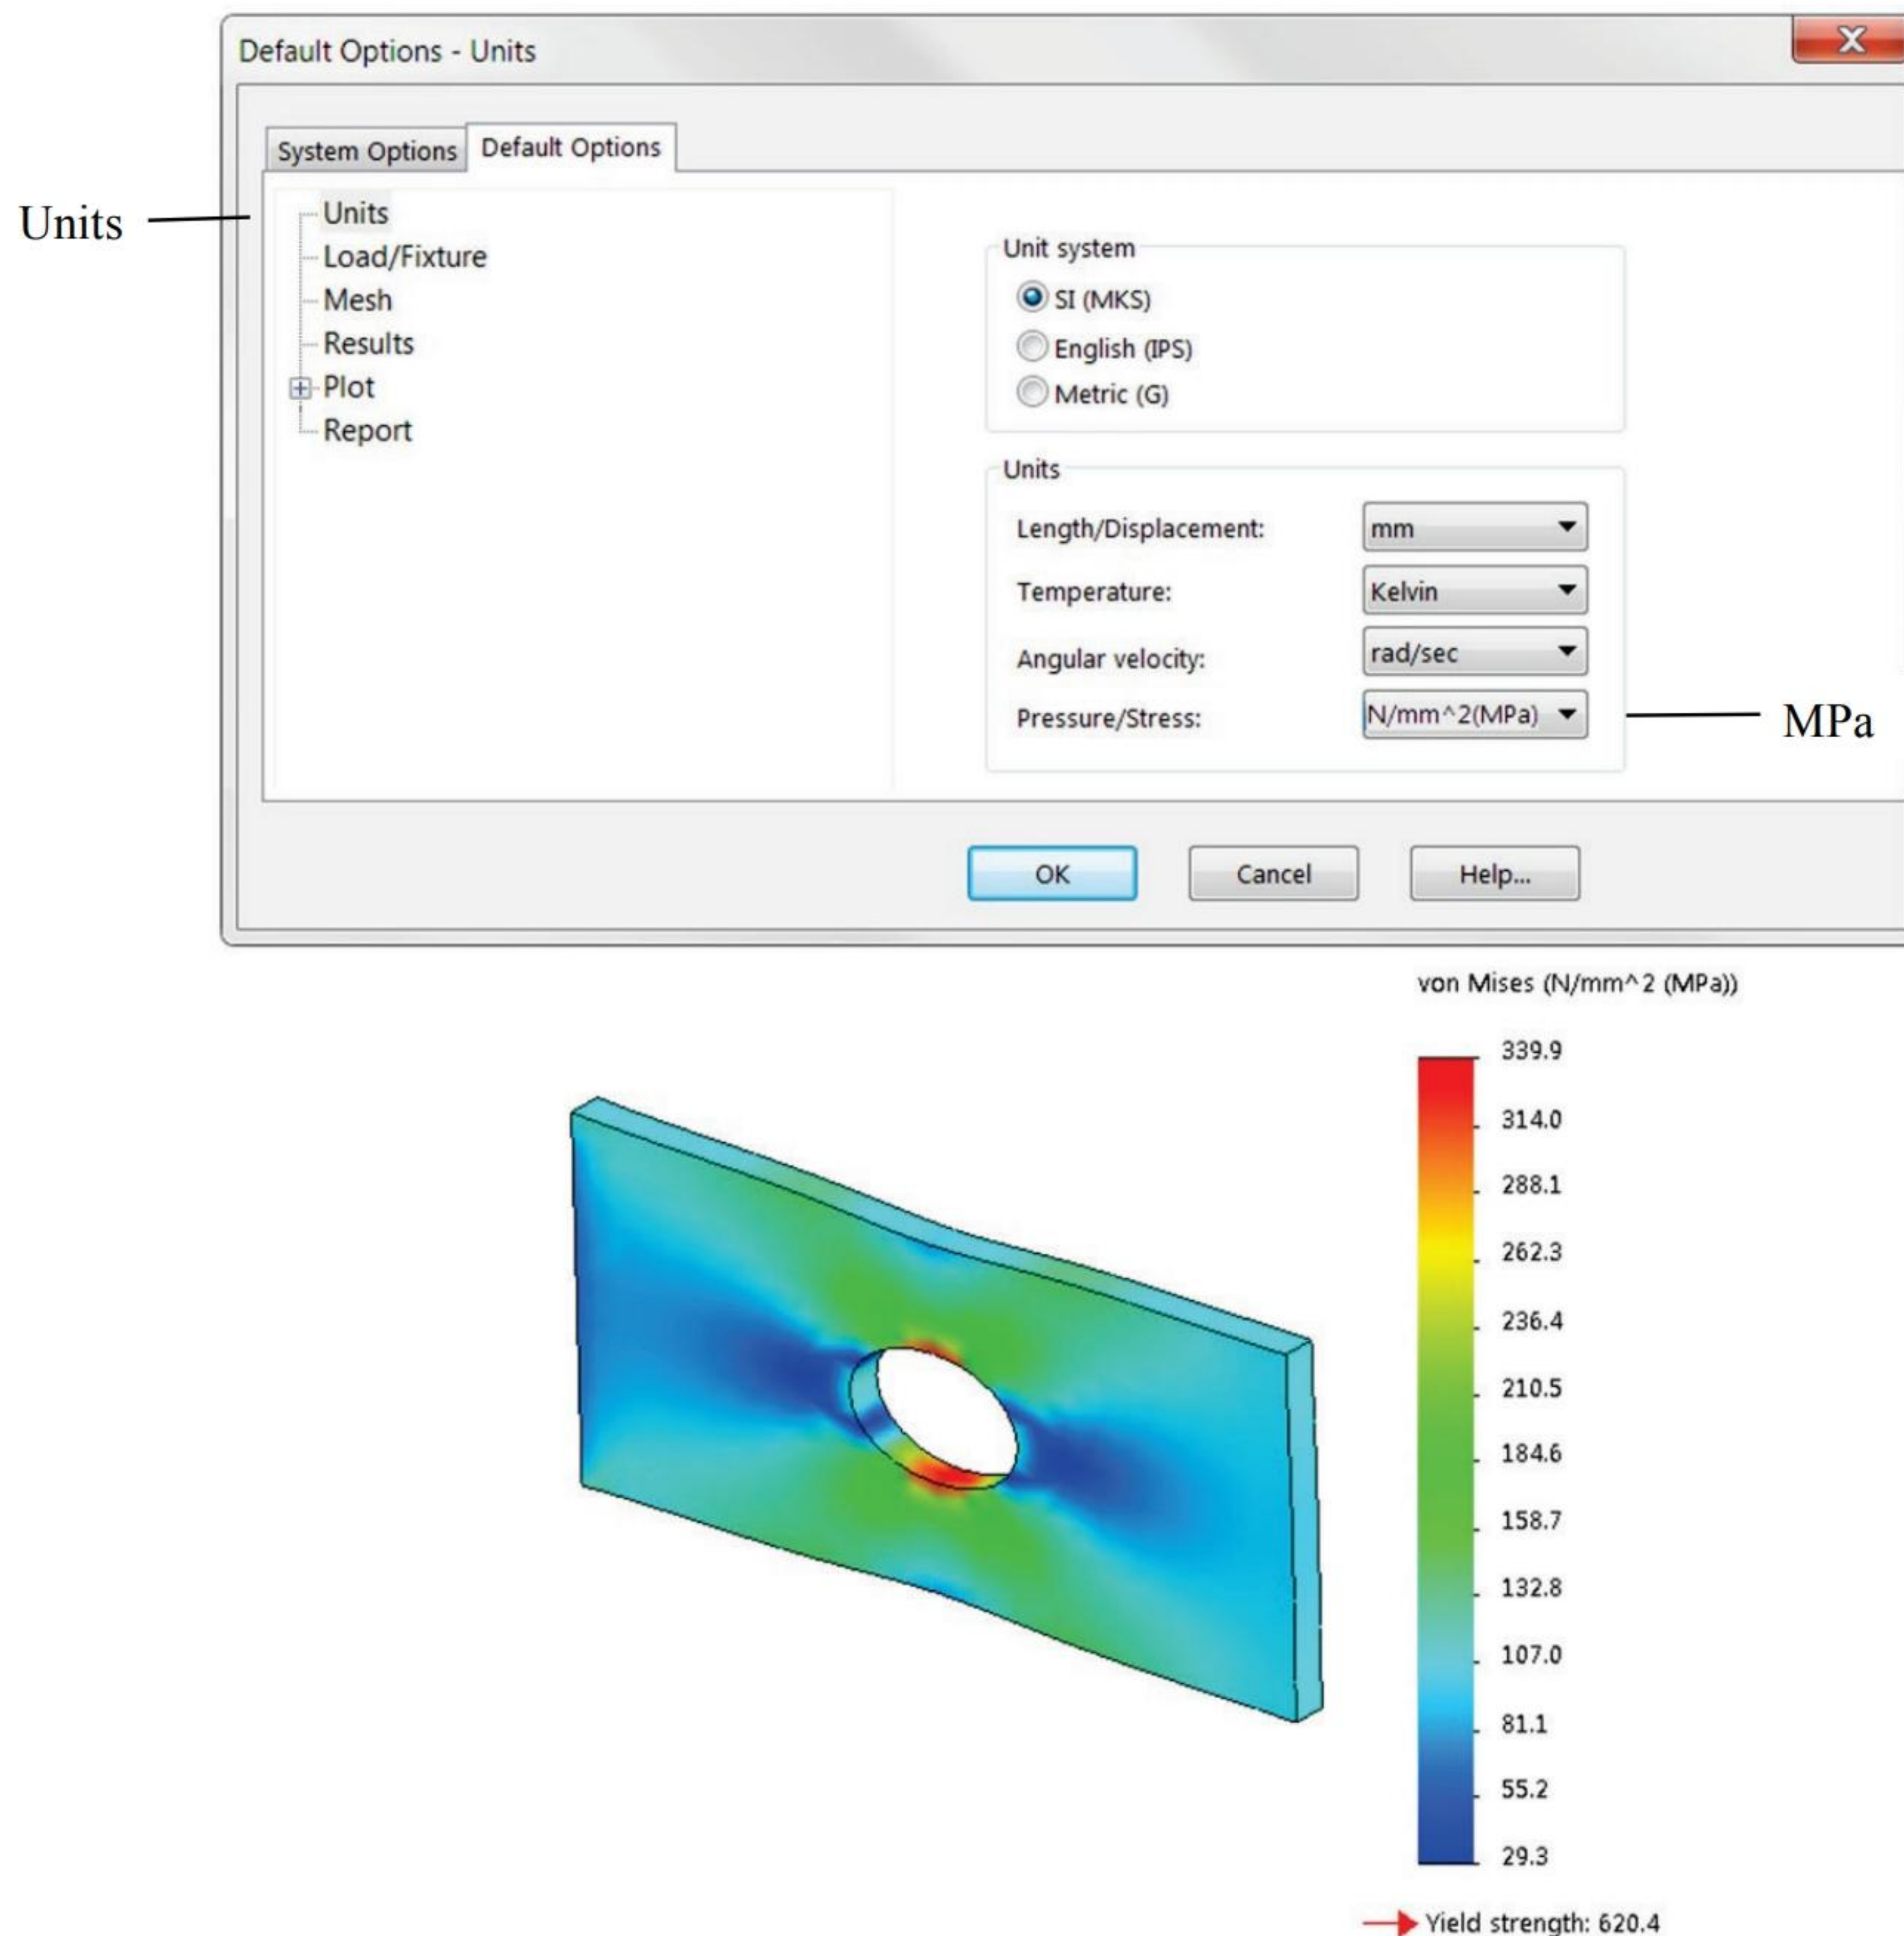 Default Options - Units
System Options
Default Options
Units
Units
Load/Fixture
Mesh
Results
Plot
Report
Unit system
SI (MKS)
English (IPS)
Metric (G)
Units
Length/Displacement:
mm
Temperature:
Kelvin
Angular velocity:
rad/sec
Pressure/Stress:
N/mm^2(MPa)
MPa
OK
Cancel
Help...
von Mises (N/mm^2 (MPa))
339.9
314.0
288.1
262.3
236.4
210.5
184.6
158.7
132.8
107.0
81.1
55.2
29.3
Yield strength: 620.4